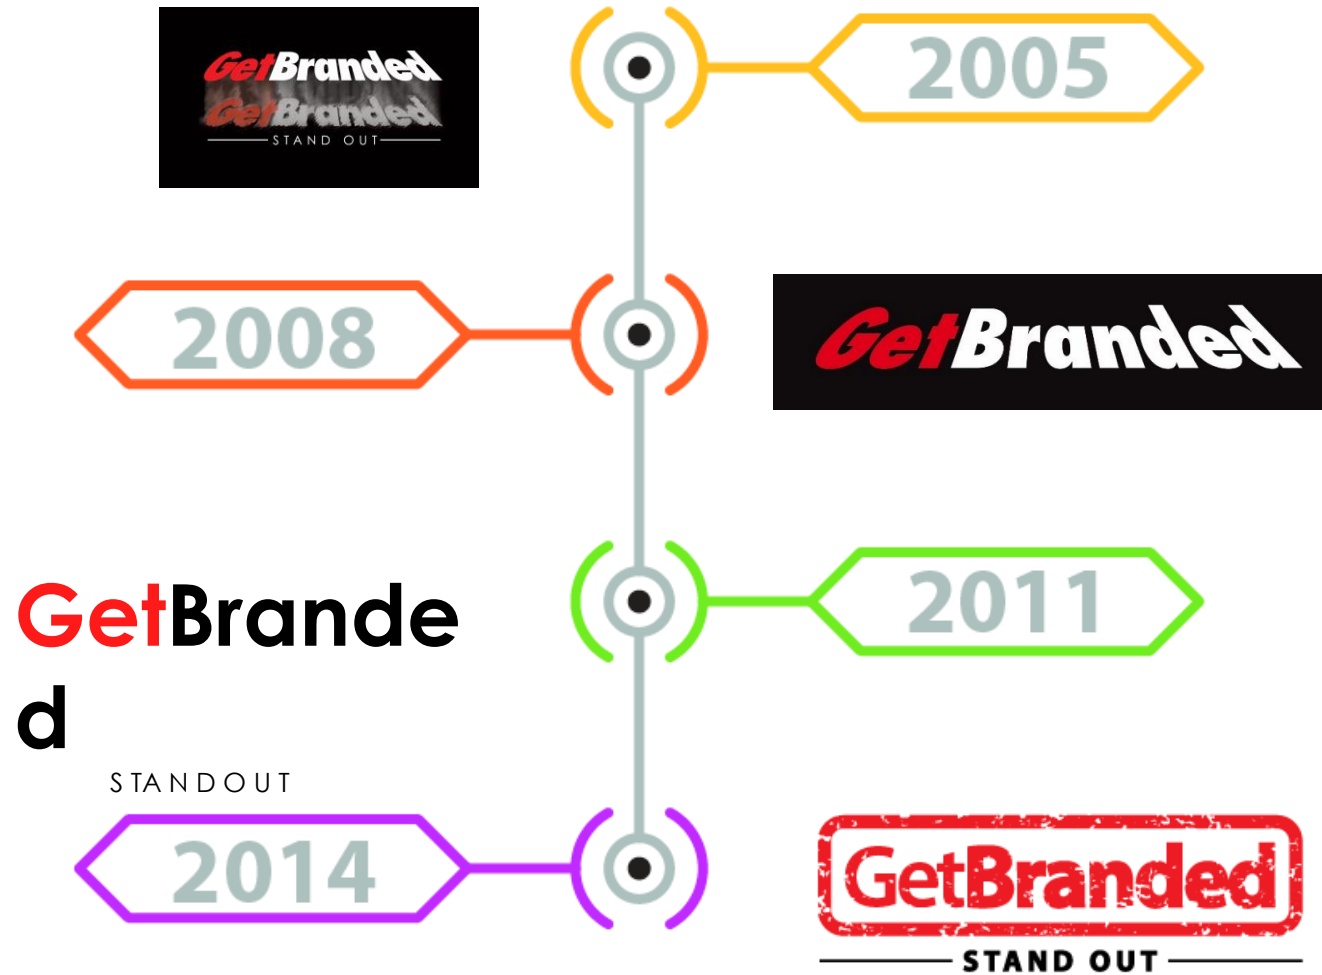 GetBranded
GetBranded
STAND OUT
2005
2008
GetBranded
GetBrande
d
STANDOUT
2011
2014
GetBranded
STAND OUT